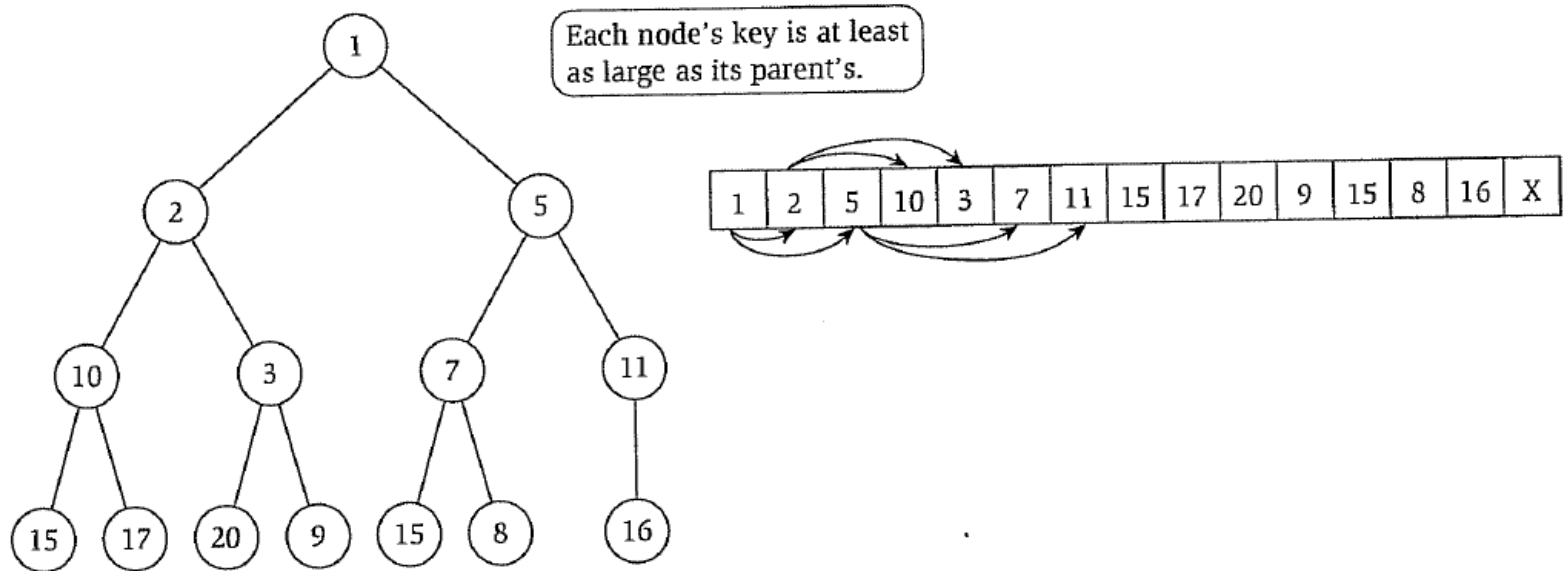 1
Each node's key is at least
as large as its parent's.
2 5
1 2 5 10 3 7 11 15 17 20 9 15 8 16 X
10 3 7 11
15 17 20 9 15 8 16